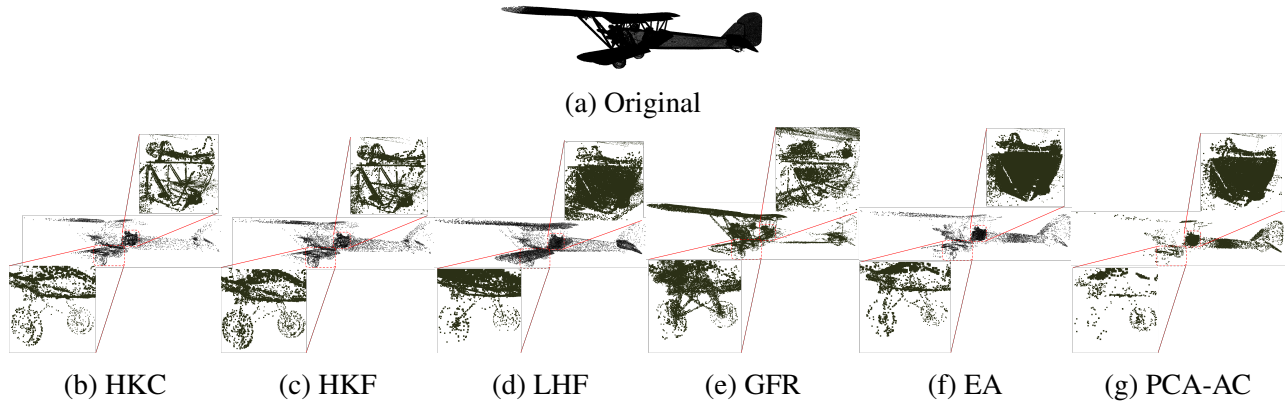 (a) Original
(b) HKC
(c) HKF
(d) LHF
(e) GFR
(f) EA
(g) PCA-AC